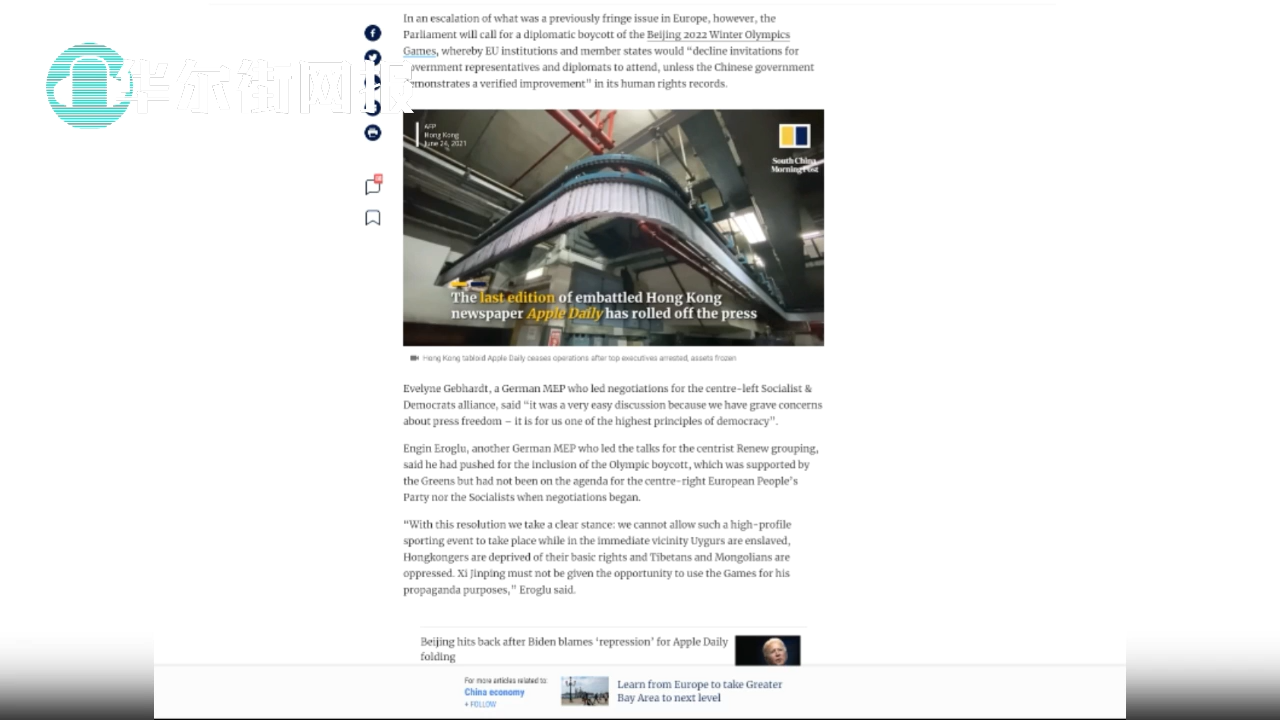 In an escalation of what was a previously fringe issue in Europe, however, the
Parliament will call for a diplomatic boycott of the Beijing 2022 Winter Olympics
Games, whereby EU institutions and member states would “decline invitations for
government representatives and diplomats to attend, unless the Chinese government
demonstrates a verified improvement” in its human rights records.
华尔街网报
AFP
Hong Kong
June 24, 2021
South China
Morning Post
The last edition of embattled Hong Kong
newspaper Apple Daily has rolled off the press
Hong Kong tabloid Apple Daily ceases operations after top executives arrested, assets frozen
Evelyne Gebhardt, a German MEP who led negotiations for the centre-left Socialist &
Democrats alliance, said “it was a very easy discussion because we have grave concerns
about press freedom – it is for us one of the highest principles of democracy”.
Engin Eroglu, another German MEP who led the talks for the centrist Renew grouping,
said he had pushed for the inclusion of the Olympic boycott, which was supported by
the Greens but had not been on the agenda for the centre-right European People’s
Party nor the Socialists when negotiations began.
“With this resolution we take a clear stance: we cannot allow such a high-profile
sporting event to take place while in the immediate vicinity Uygurs are enslaved,
Hongkongers are deprived of their basic rights and Tibetans and Mongolians are
oppressed. Xi Jinping must not be given the opportunity to use the Games for his
propaganda purposes,” Eroglu said.
Beijing hits back after Biden blames ‘repression’ for Apple Daily
folding
For more articles related to:
China economy
+ FOLLOW
Learn from Europe to take Greater
Bay Area to next level